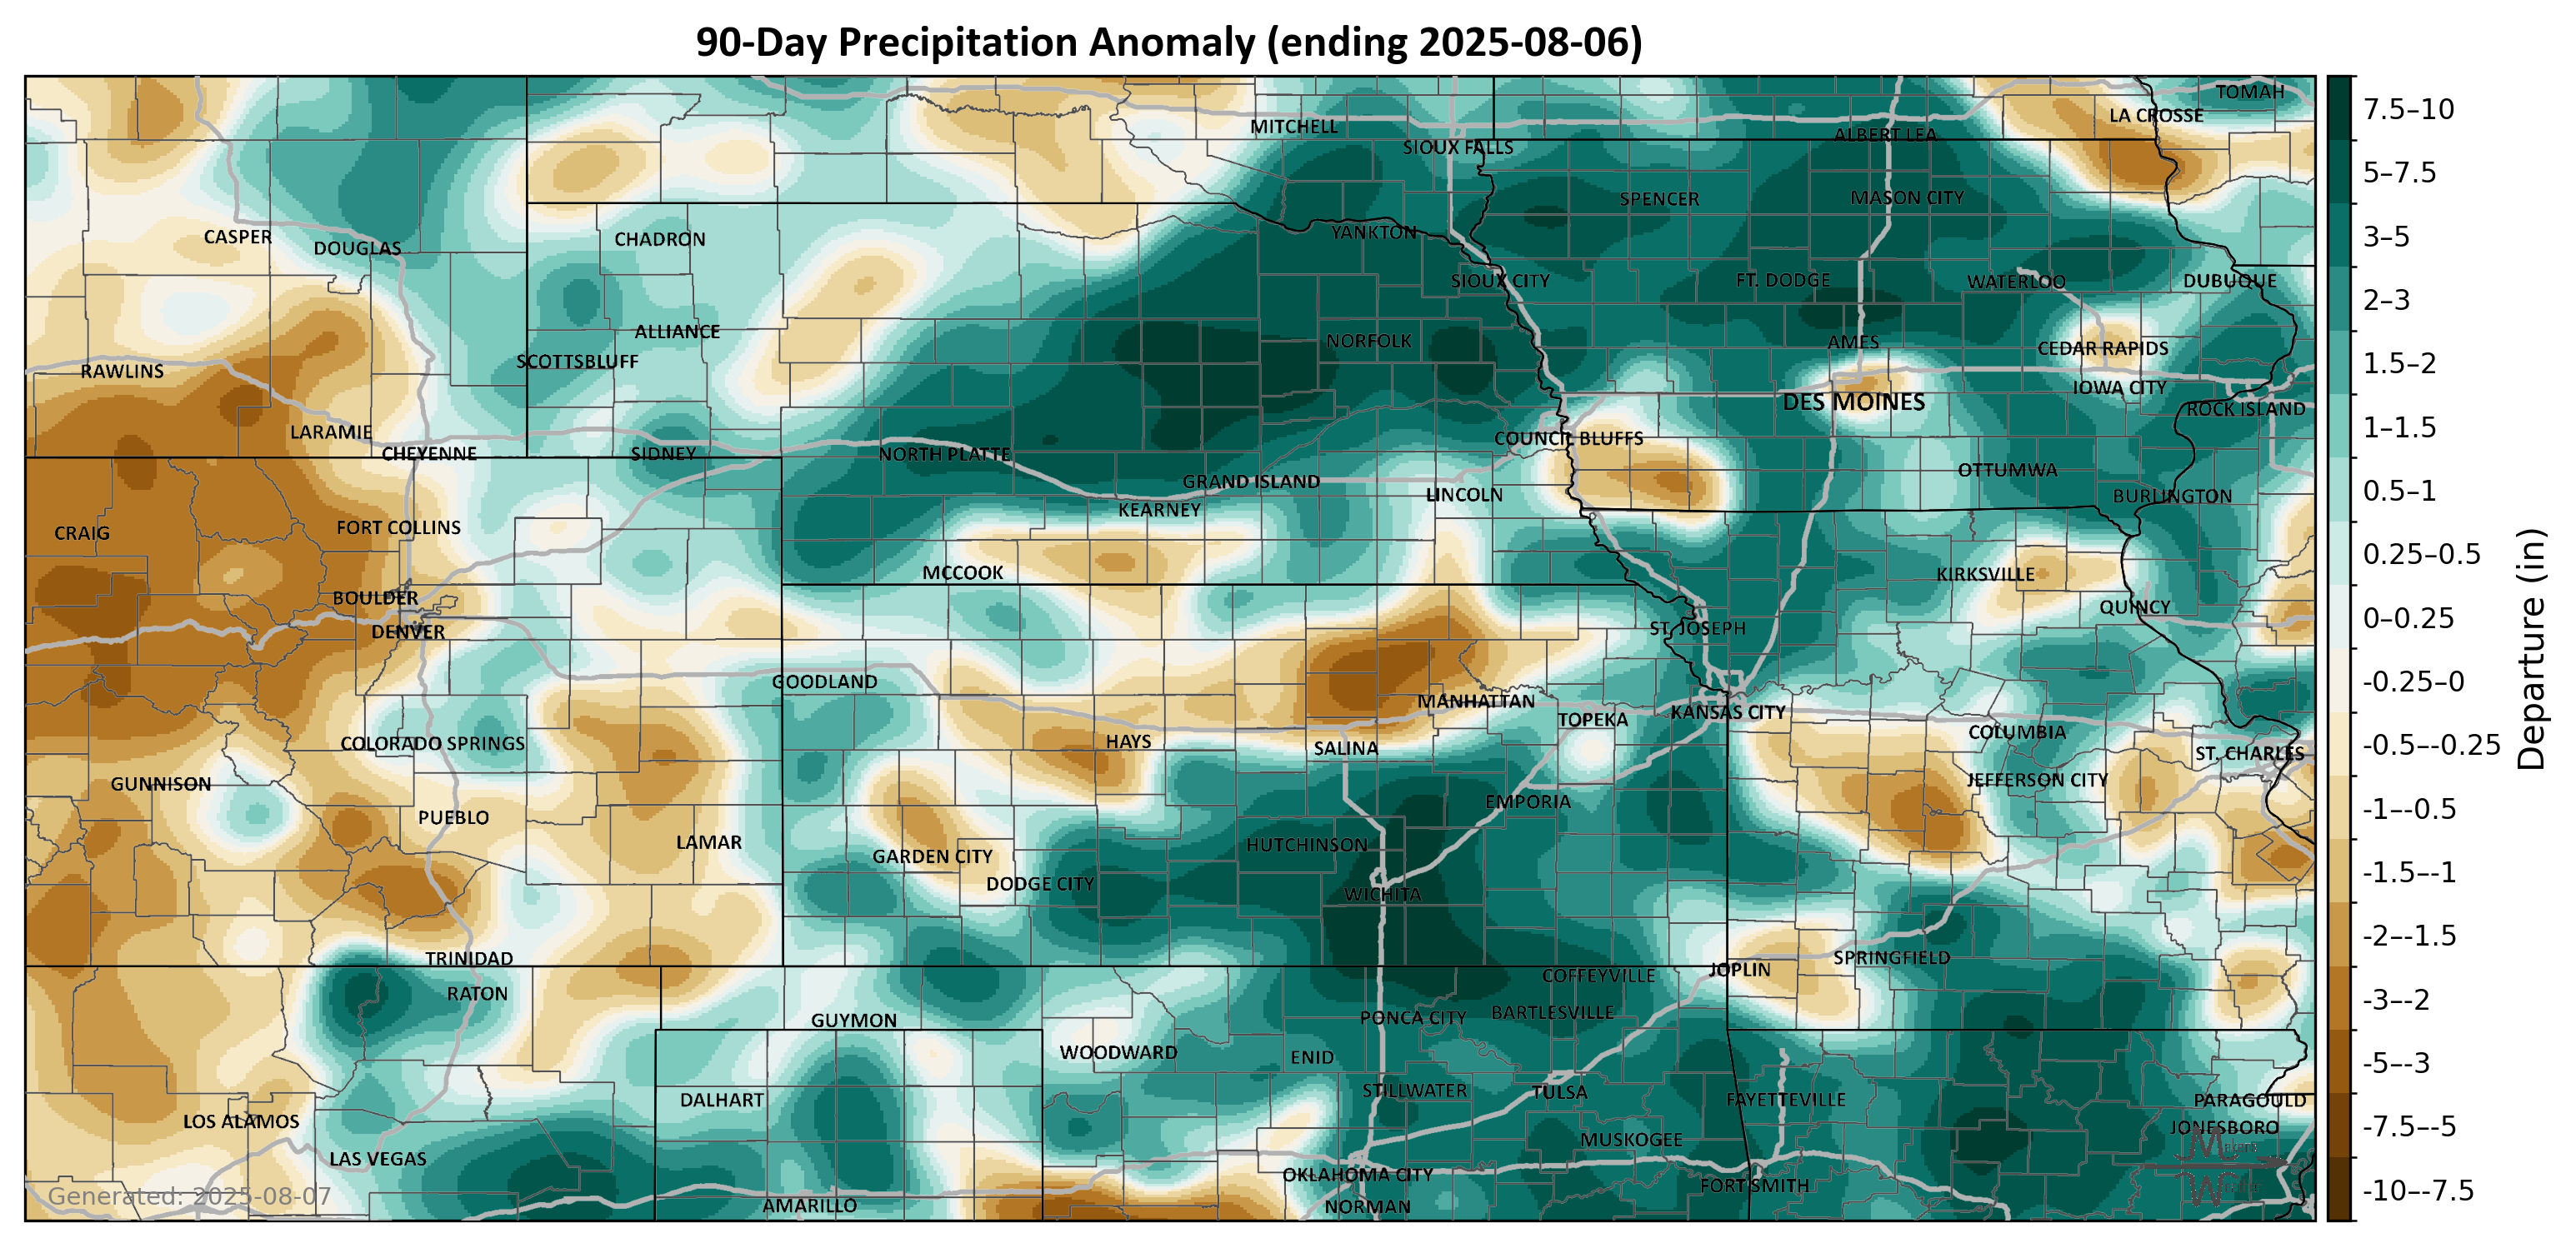 90-Day Precipitation Anomaly (ending 2025-08-06)
TOMAH
LA CROSSE
MITCHELL
ALBERT LEA
SIOUX FALLS
SPENCER
MASON CITY
YANKTON
CASPER
DOUGLAS
CHADRON
SIOUX CITY
FT. DODGE
WATERLOO
DUBUQUE
ALLIANCE
NORFOLK
AMES
CEDAR RAPIDS
SCOTTSBLUFF
RAWLINS
IOWA CITY
DES MOINES
ROCK ISLAND
LARAMIE
COUNCIL BLUFFS
CHEYENNE
SIDNEY
NORTH PLATTE
OTTUMWA
GRAND ISLAND
LINCOLN
BURLINGTON
KEARNEY
CRAIG
FORT COLLINS
MCCOOK
KIRKSVILLE
BOULDER
QUINCY
DENVER
ST. JOSEPH
GOODLAND
MANHATTAN
TOPEKA
KANSAS CITY
COLUMBIA
COLORADO SPRINGS
HAYS
SALINA
ST. CHARLES
GUNNISON
JEFFERSON CITY
PUEBLO
EMPORIA
LAMAR
HUTCHINSON
GARDEN CITY
DODGE CITY
WICHITA
TRINIDAD
SPRINGFIELD
JOPLIN
COFFEYVILLE
RATON
GUYMON
PONCA CITY
BARTLESVILLE
WOODWARD
ENID
DALHART
STILLWATER
TULSA
FAYETTEVILLE
PARAGOULD
LOS ALAMOS
JONESBORO
MUSKOGEE
LAS VEGAS
OKLAHOMA CITY
FORT SMITH
Generated: 2025-08-07
AMARILLO
NORMAN
7.5–10
5–7.5
3–5
2–3
1.5–2
1–1.5
0.5–1
0.25–0.5
0–0.25
-0.25–0
-0.5–-0.25
-1–-0.5
-1.5–-1
-2–-1.5
-3–-2
-5–-3
-7.5–-5
-10–-7.5
Departure (in)